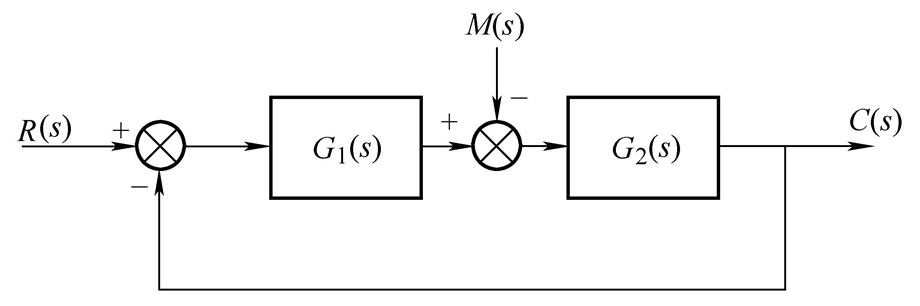 M(s)
−
R(s)
+
G₁(s)
+
G₂(s)
C(s)
−